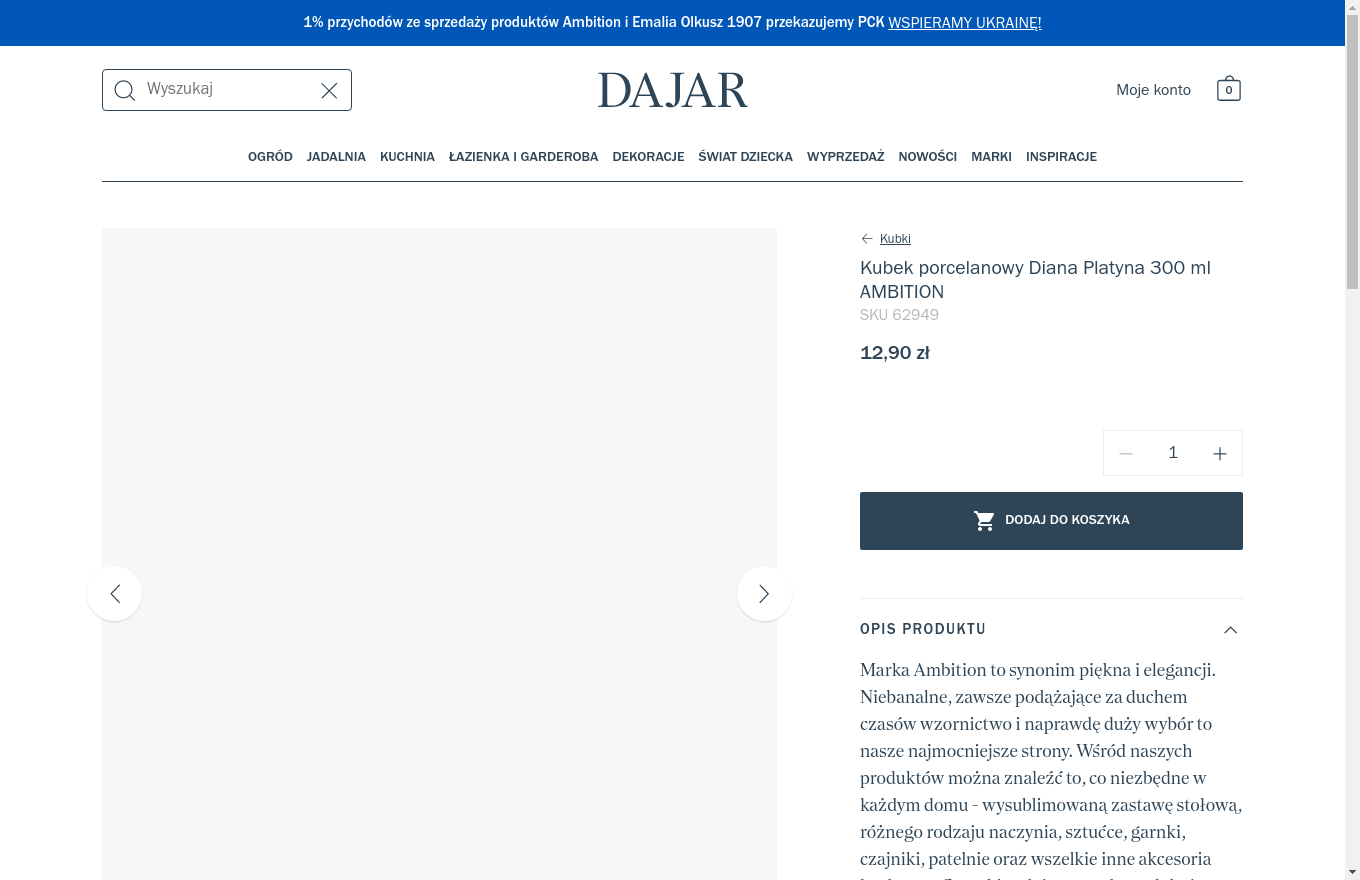 1% przychodów ze sprzedaży produktów Ambition i Emalia Olkusz 1907 przekazujemy PCK WSPIERAMY UKRAINĘ!
Wyszukaj
DAJAR
Moje konto
0
OGRÓD JADALNIA KUCHNIA ŁAZIENKA I GARDEROBA DEKORACJE ŚWIAT DZIECKA WYPRZEDAŻ NOWOŚCI MARKI INSPIRACJE
Kubki
Kubek porcelanowy Diana Platyna 300 ml
AMBITION
SKU 62949
12,90 zł
1
DODAJ DO KOSZYKA
OPIS PRODUKTU
Marka Ambition to synonim piękna i elegancji.
Niebanalne, zawsze podążające za duchem
czasów wzornictwo i naprawdę duży wybór to
nasze najmocniejsze strony. Wśród naszych
produktów można znaleźć to, co niezbędne w
każdym domu - wysublimowaną zastawę stołową,
różnego rodzaju naczynia, sztućce, garnki,
czajniki, patelnie oraz wszelkie inne akcesoria